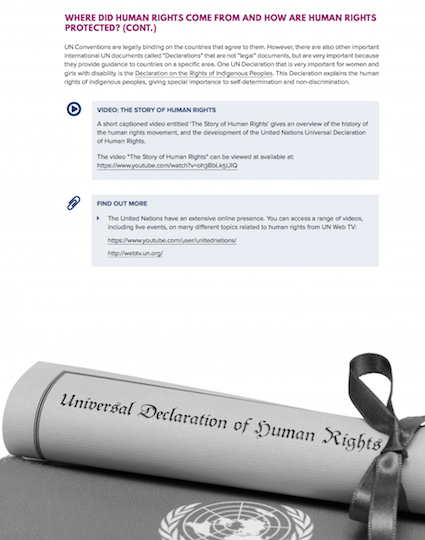 WHERE DID HUMAN RIGHTS COME FROM AND HOW ARE HUMAN RIGHTS
PROTECTED? (CONT.)
UN Conventions are legally binding on the countries that agree to them. However, there are also other important
international UN documents called "Declarations" that are not "legal" documents, but are very important because
they provide guidance to countries on a specific area. One UN Declaration that is very important for women and
girls with disability is the Declaration on the Rights of Indigenous Peoples. This Declaration explains the human
rights of indigenous peoples, giving special importance to self-determination and non-discrimination.
VIDEO: THE STORY OF HUMAN RIGHTS
A short captioned video entitled 'The Story of Human Rights' gives an overview of the history of
the human rights movement, and the development of the United Nations Universal Declaration
of Human Rights.
The video "The Story of Human Rights" can be viewed at available at:
https://www.youtube.com/watch?v=oh3BbLk5UIQ
FIND OUT MORE
The United Nations have an extensive online presence. You can access a range of videos,
including live events, on many different topics related to human rights from UN Web TV:
https://www.youtube.com/user/unitednations/
http://webtv.un.org/
Universal Declaration of Human Rights